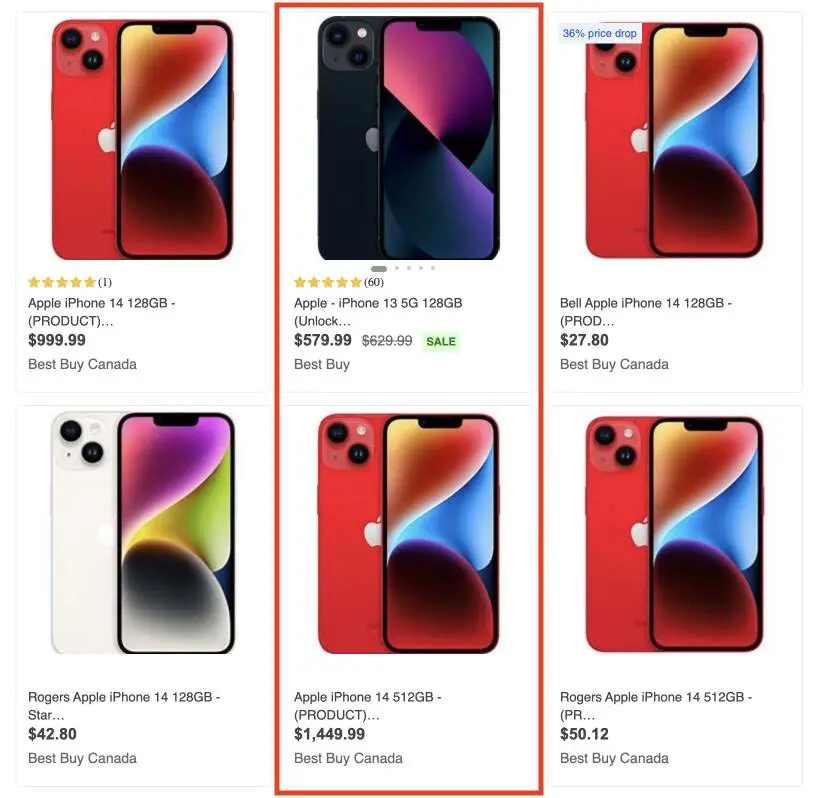 36% price drop
(1)
Apple iPhone 14 128GB -
(PRODUCT)…
$999.99
Best Buy Canada
(60)
Apple - iPhone 13 5G 128GB
(Unlock…
$579.99 $629.99 SALE
Best Buy
Bell Apple iPhone 14 128GB -
(PROD…
$27.80
Best Buy Canada
Rogers Apple iPhone 14 128GB -
Star…
$42.80
Best Buy Canada
Apple iPhone 14 512GB -
(PRODUCT)…
$1,449.99
Best Buy Canada
Rogers Apple iPhone 14 512GB -
(PR…
$50.12
Best Buy Canada